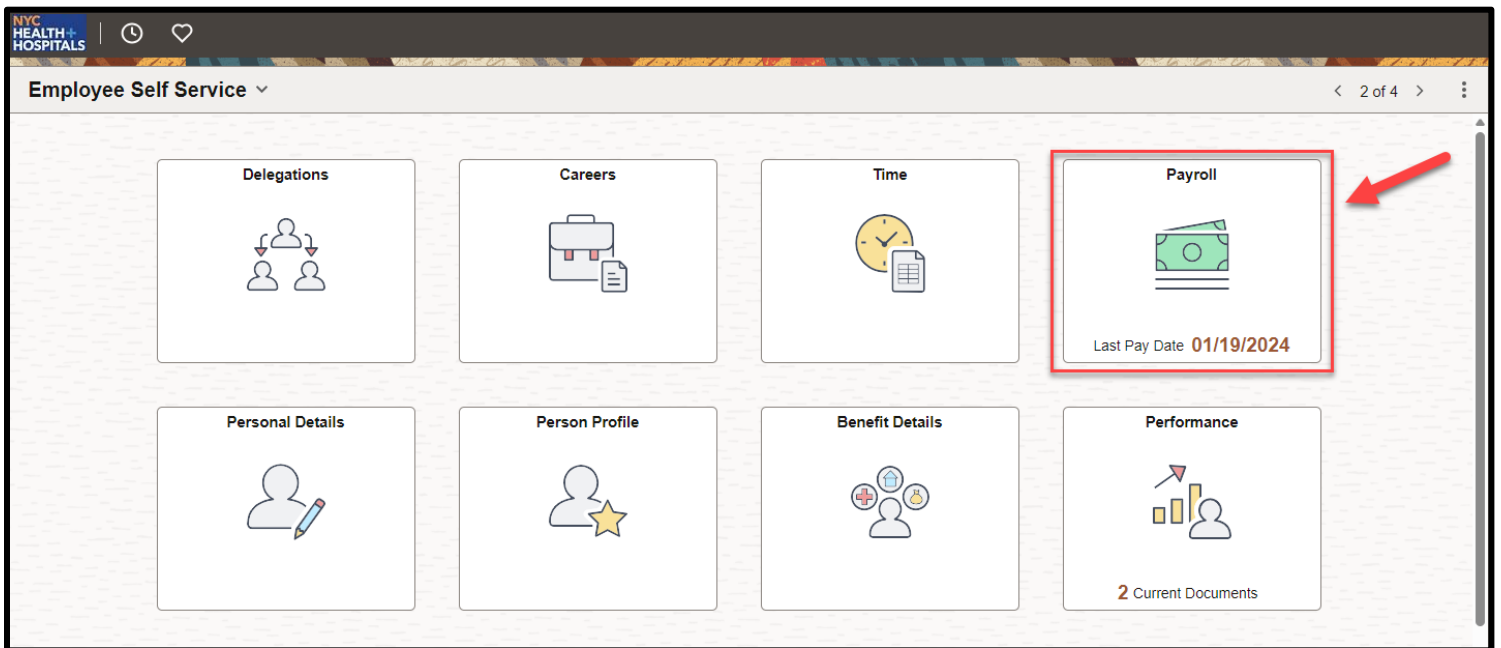 NYC
HEALTH+
HOSPITALS
Employee Self Service
2 of 4
Delegations
Careers
Time
Payroll
Last Pay Date 01/19/2024
Personal Details
Person Profile
Benefit Details
Performance
2 Current Documents